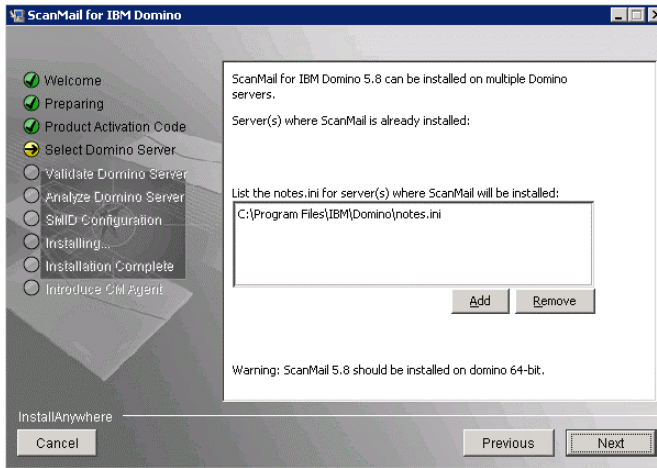 ScanMail for IBM Domino
Welcome
Preparing
Product Activation Code
Select Domino Server
Validate Domino Server
Analyze Domino Server
SMID Configuration
Installing...
Installation Complete
Introduce CM Agent
ScanMail for IBM Domino 5.8 can be installed on multiple Domino
servers.
Server(s) where ScanMail is already installed:
List the notes.ini for server(s) where ScanMail will be installed:
C:\Program Files\IBM\Domino\notes.ini
Add
Remove
Warning: ScanMail 5.8 should be installed on domino 64-bit.
InstallAnywhere
Cancel
Previous
Next